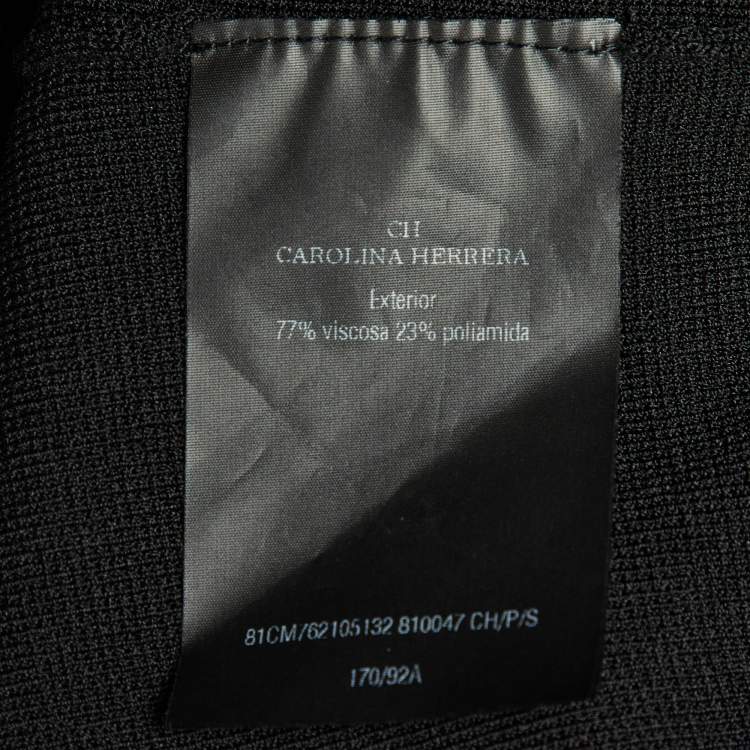 CH
CAROLINA HERRERA
Exterior
77% viscosa 23% poliamida
81CM/62105132 810047 CH/P/S
170/92A